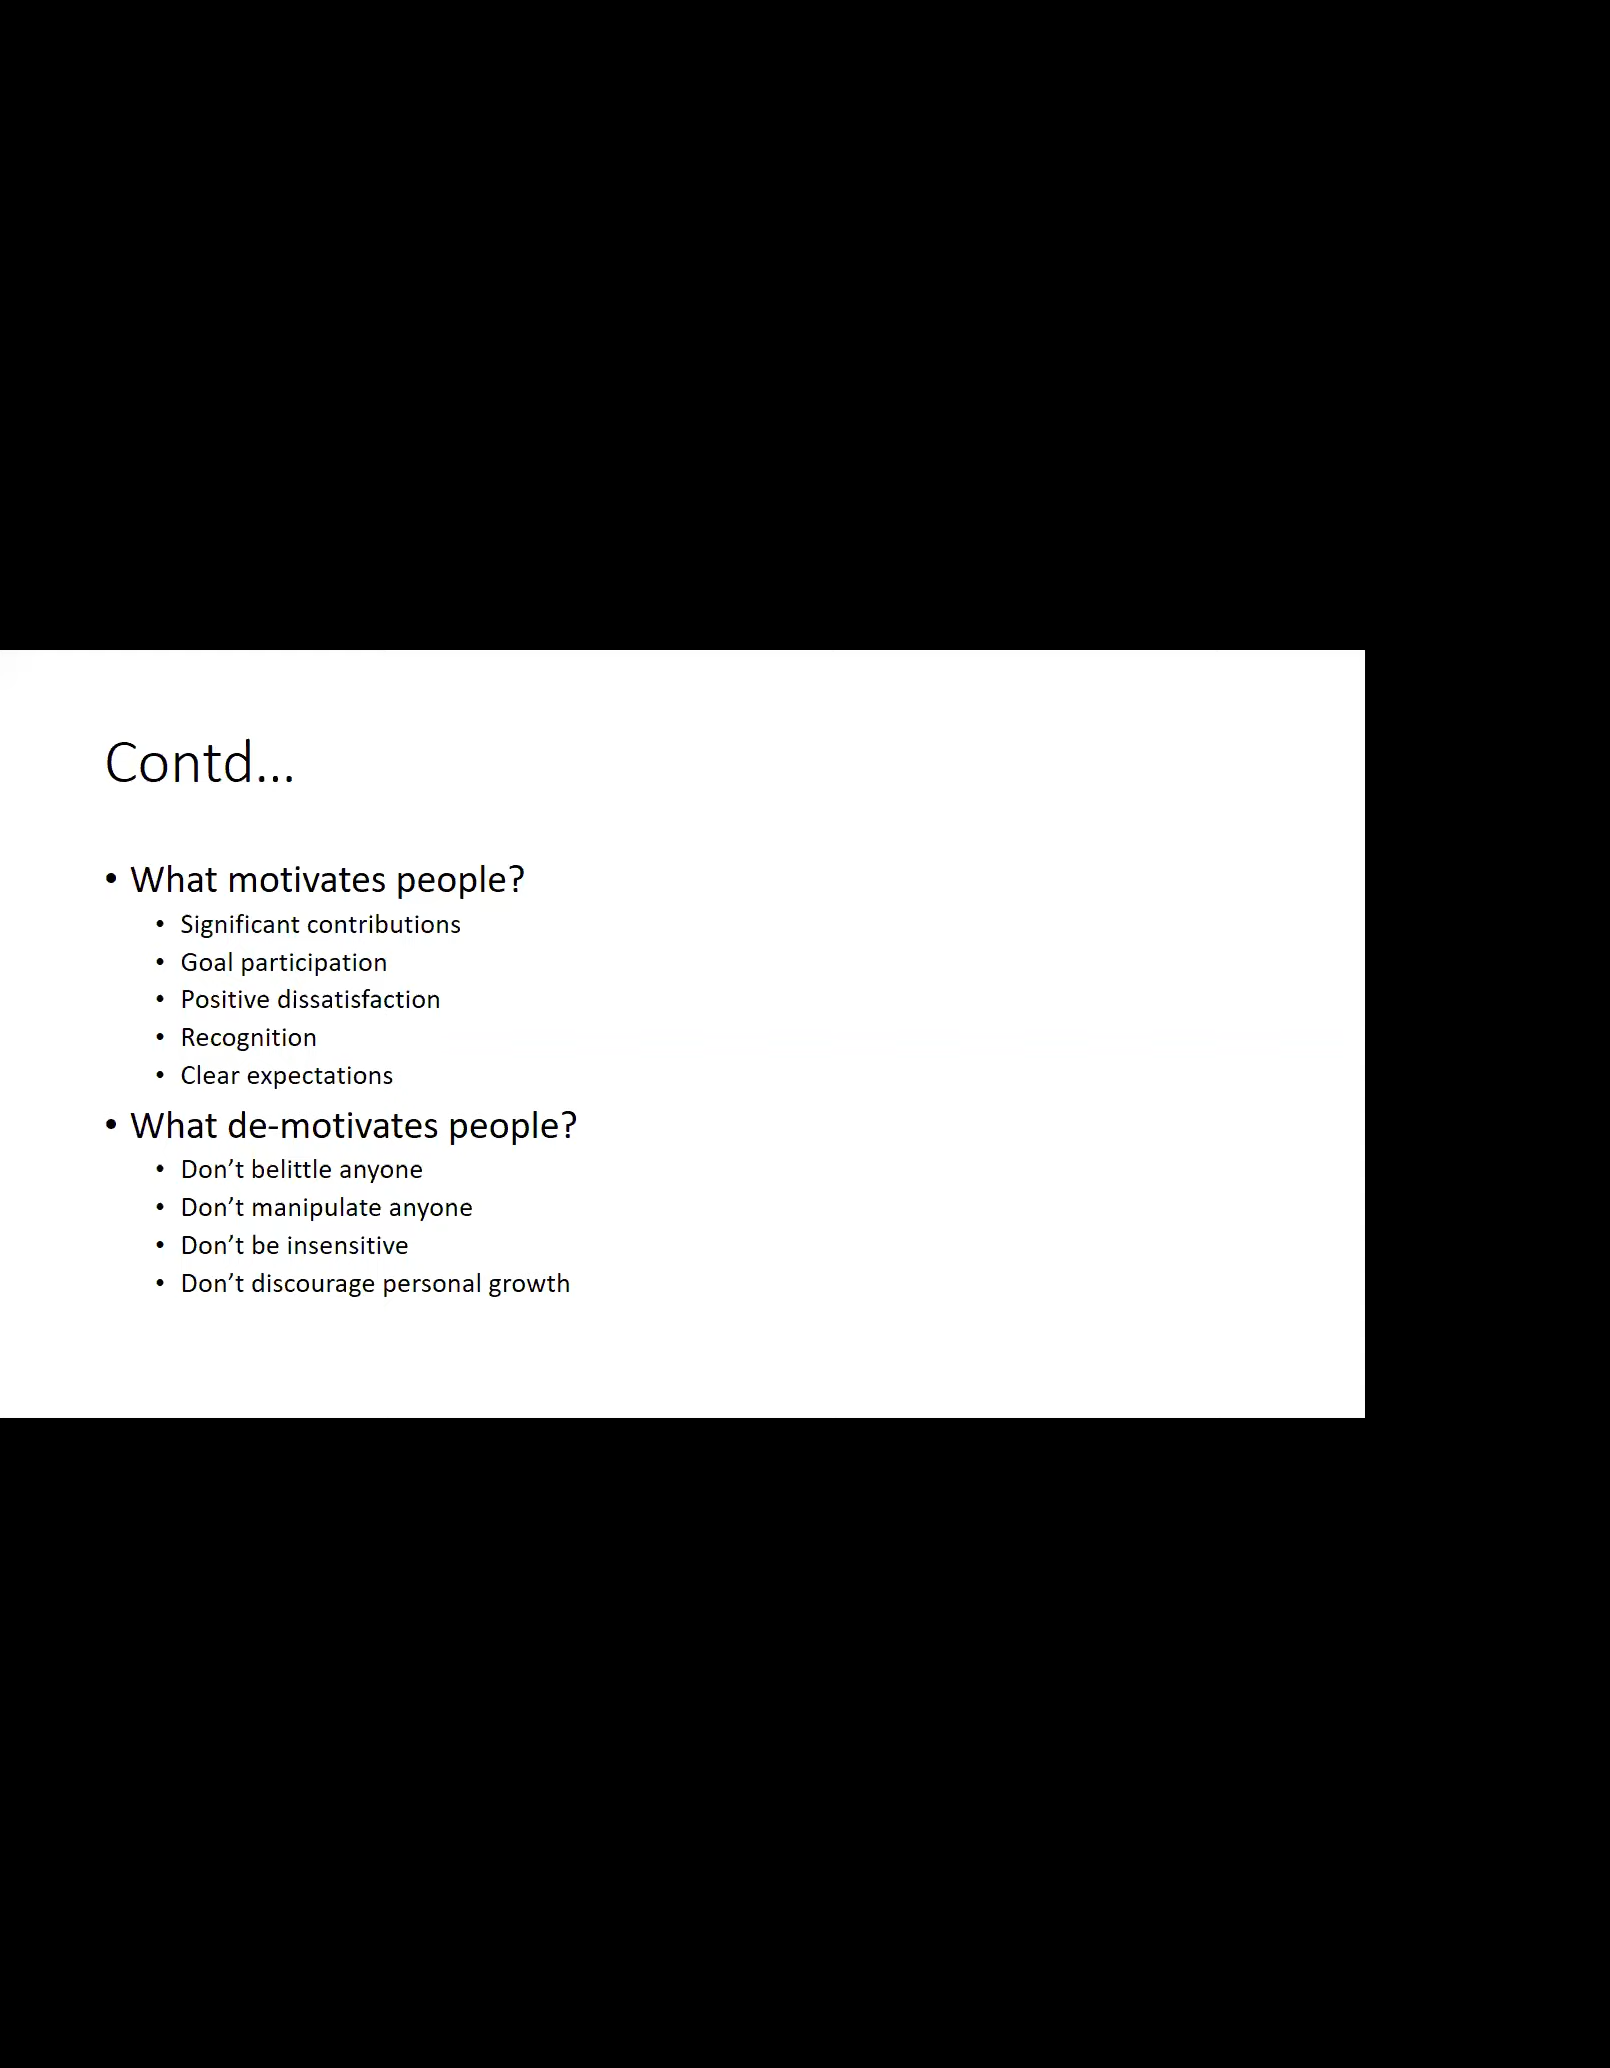 Contd...
• What motivates people?
• Significant contributions
• Goal participation
• Positive dissatisfaction
• Recognition
• Clear expectations
• What de-motivates people?
• Don’t belittle anyone
• Don’t manipulate anyone
• Don’t be insensitive
• Don’t discourage personal growth